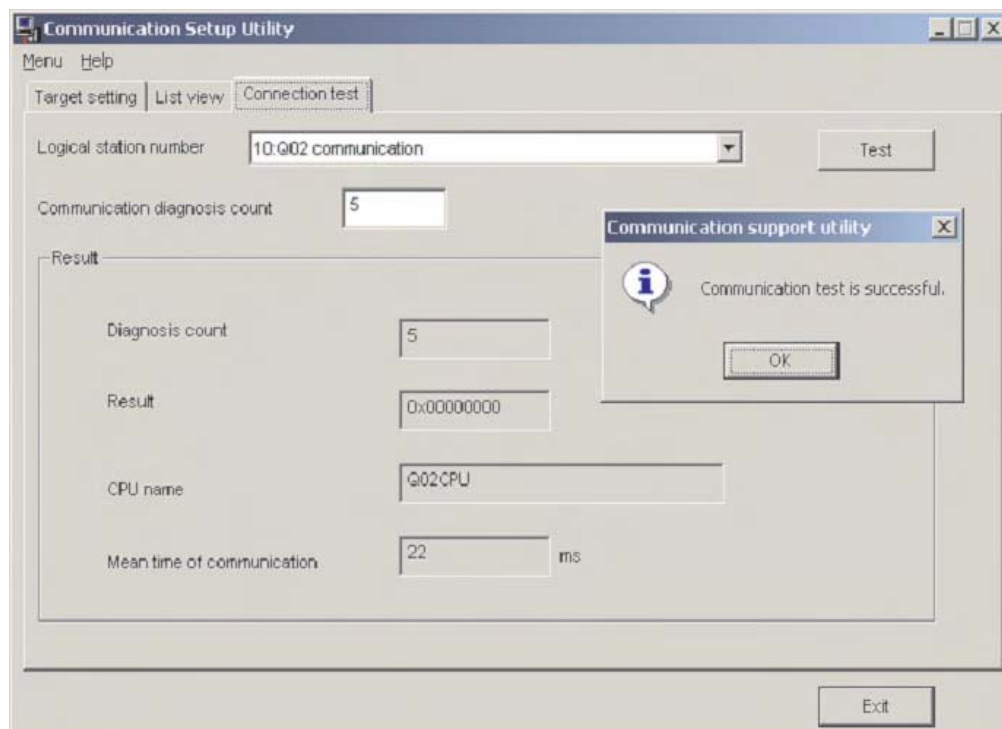 Communication Setup Utility
Menu Help
Target setting List view Connection test
Logical station number 10:Q02 communication Test
Communication diagnosis count 5
Communication support utility
Communication test is successful.
OK
Result
Diagnosis count 5
Result 0x00000000
CPU name Q02CPU
Mean time of communication 22 ms
Exit